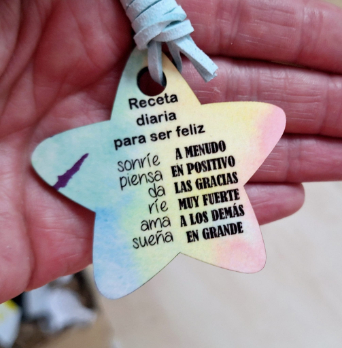 Receta
diaria
para ser feliz
sonríe A MENUDO
piensa EN POSITIVO
da LAS GRACIAS
ríe MUY FUERTE
ama A LOS DEMÁS
sueña EN GRANDE